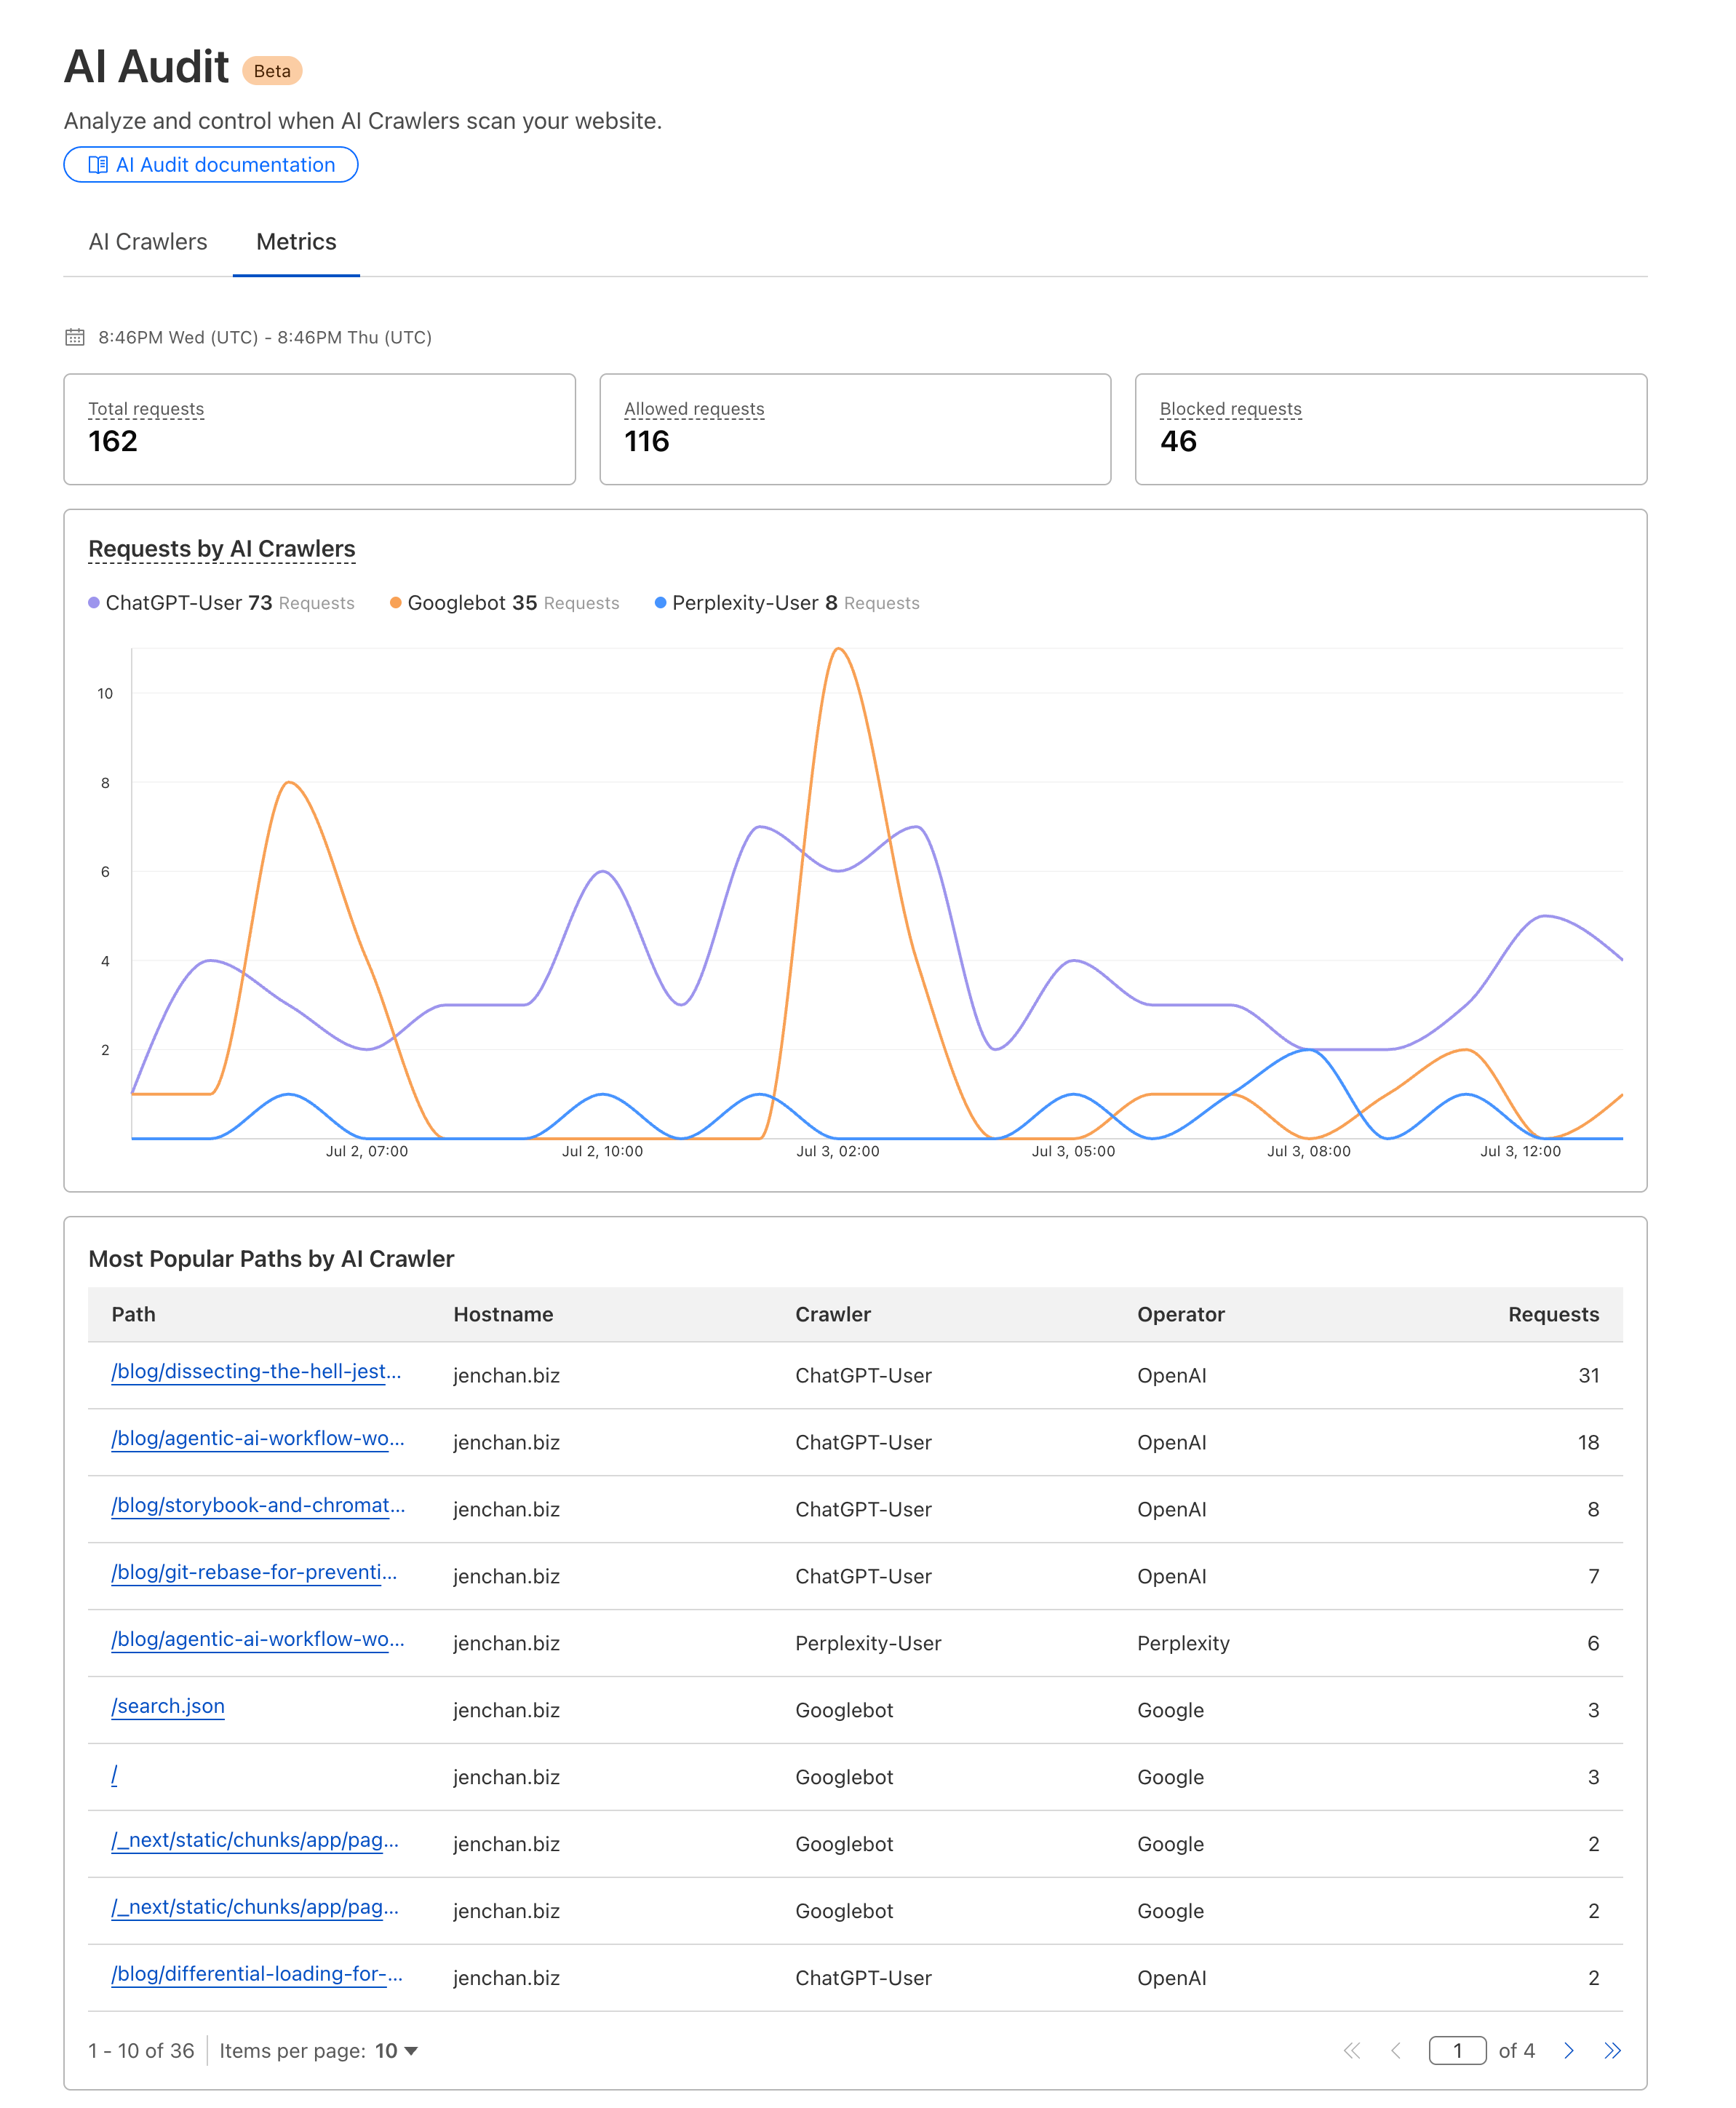 AI Audit Beta
Analyze and control when AI Crawlers scan your website.
AI Audit documentation
AI Crawlers Metrics
8:46PM Wed (UTC) - 8:46PM Thu (UTC)
Total requests Allowed requests Blocked requests
162 116 46
Requests by AI Crawlers
ChatGPT-User 73 Requests Googlebot 35 Requests Perplexity-User 8 Requests
10
8
6
4
2
Jul 2, 07:00 Jul 2, 10:00 Jul 3, 02:00 Jul 3, 05:00 Jul 3, 08:00 Jul 3, 12:00
Most Popular Paths by AI Crawler
Path Hostname Crawler Operator Requests
/blog/dissecting-the-hell-jest... jenchan.biz ChatGPT-User OpenAI 31
/blog/agentic-ai-workflow-wo... jenchan.biz ChatGPT-User OpenAI 18
/blog/storybook-and-chromat... jenchan.biz ChatGPT-User OpenAI 8
/blog/git-rebase-for-preventi... jenchan.biz ChatGPT-User OpenAI 7
/blog/agentic-ai-workflow-wo... jenchan.biz Perplexity-User Perplexity 6
/search.json jenchan.biz Googlebot Google 3
/ jenchan.biz Googlebot Google 3
/_next/static/chunks/app/pag... jenchan.biz Googlebot Google 2
/_next/static/chunks/app/pag... jenchan.biz Googlebot Google 2
/blog/differential-loading-for-... jenchan.biz ChatGPT-User OpenAI 2
1 - 10 of 36 Items per page: 10 1 of 4